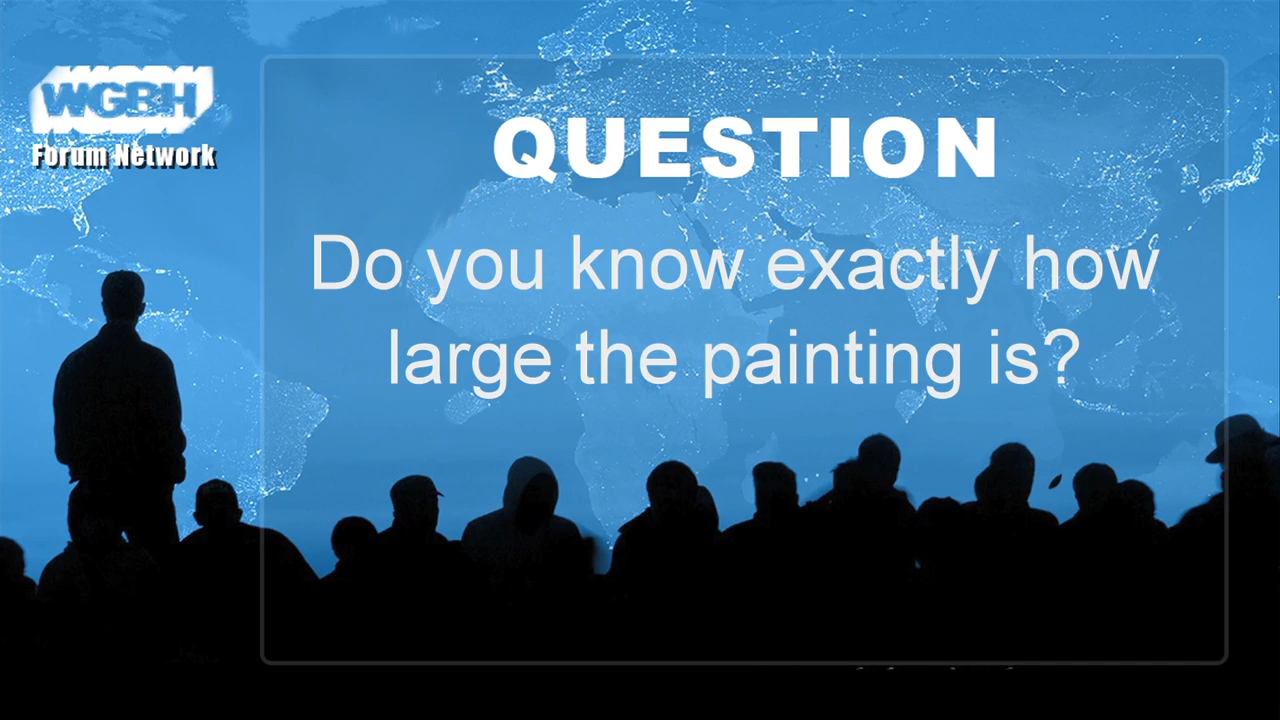 WGBH
Forum Network
QUESTION
Do you know exactly how
large the painting is?